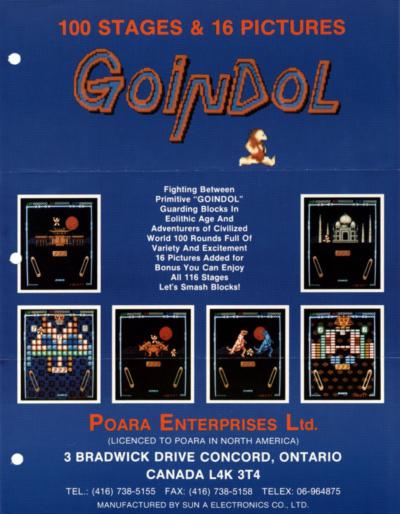 100 STAGES & 16 PICTURES
GOINDOL
Fighting Between
Primitive "GOINDOL"
Guarding Blocks In
Eolithic Age And
Adventurers of Civilized
World 100 Rounds Full Of
Variety And Excitement
16 Pictures Added for
Bonus You Can Enjoy
All 116 Stages
Let's Smash Blocks!
POARA ENTERPRISES Ltd.
(LICENCED TO POARA IN NORTH AMERICA)
3 BRADWICK DRIVE CONCORD, ONTARIO
CANADA L4K 3T4
TEL.: (416) 738-5155 FAX: (416) 738-5158 TELEX: 06-964875
MANUFACTURED BY SUN A ELECTRONICS CO., LTD.